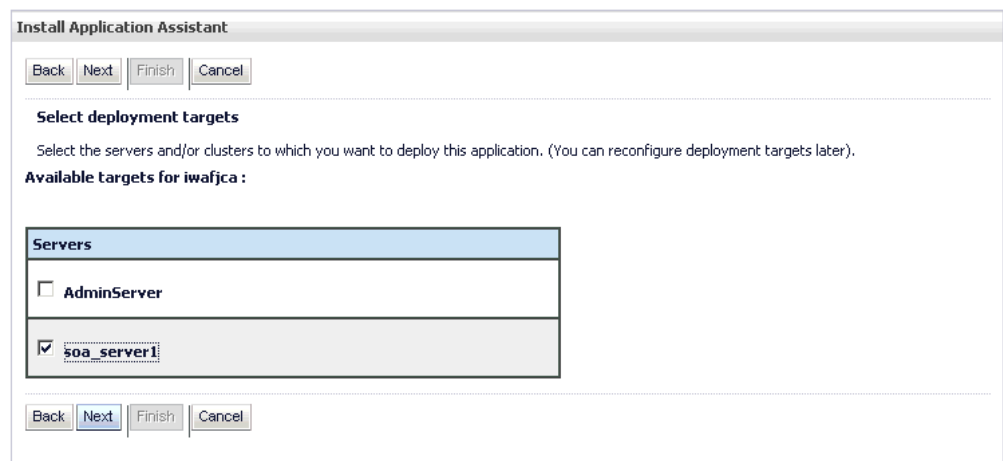 Install Application Assistant
Back Next Finish Cancel
Select deployment targets
Select the servers and/or clusters to which you want to deploy this application. (You can reconfigure deployment targets later).
Available targets for iwafjca :
Servers
AdminServer
soa_server1
Back Next Finish Cancel